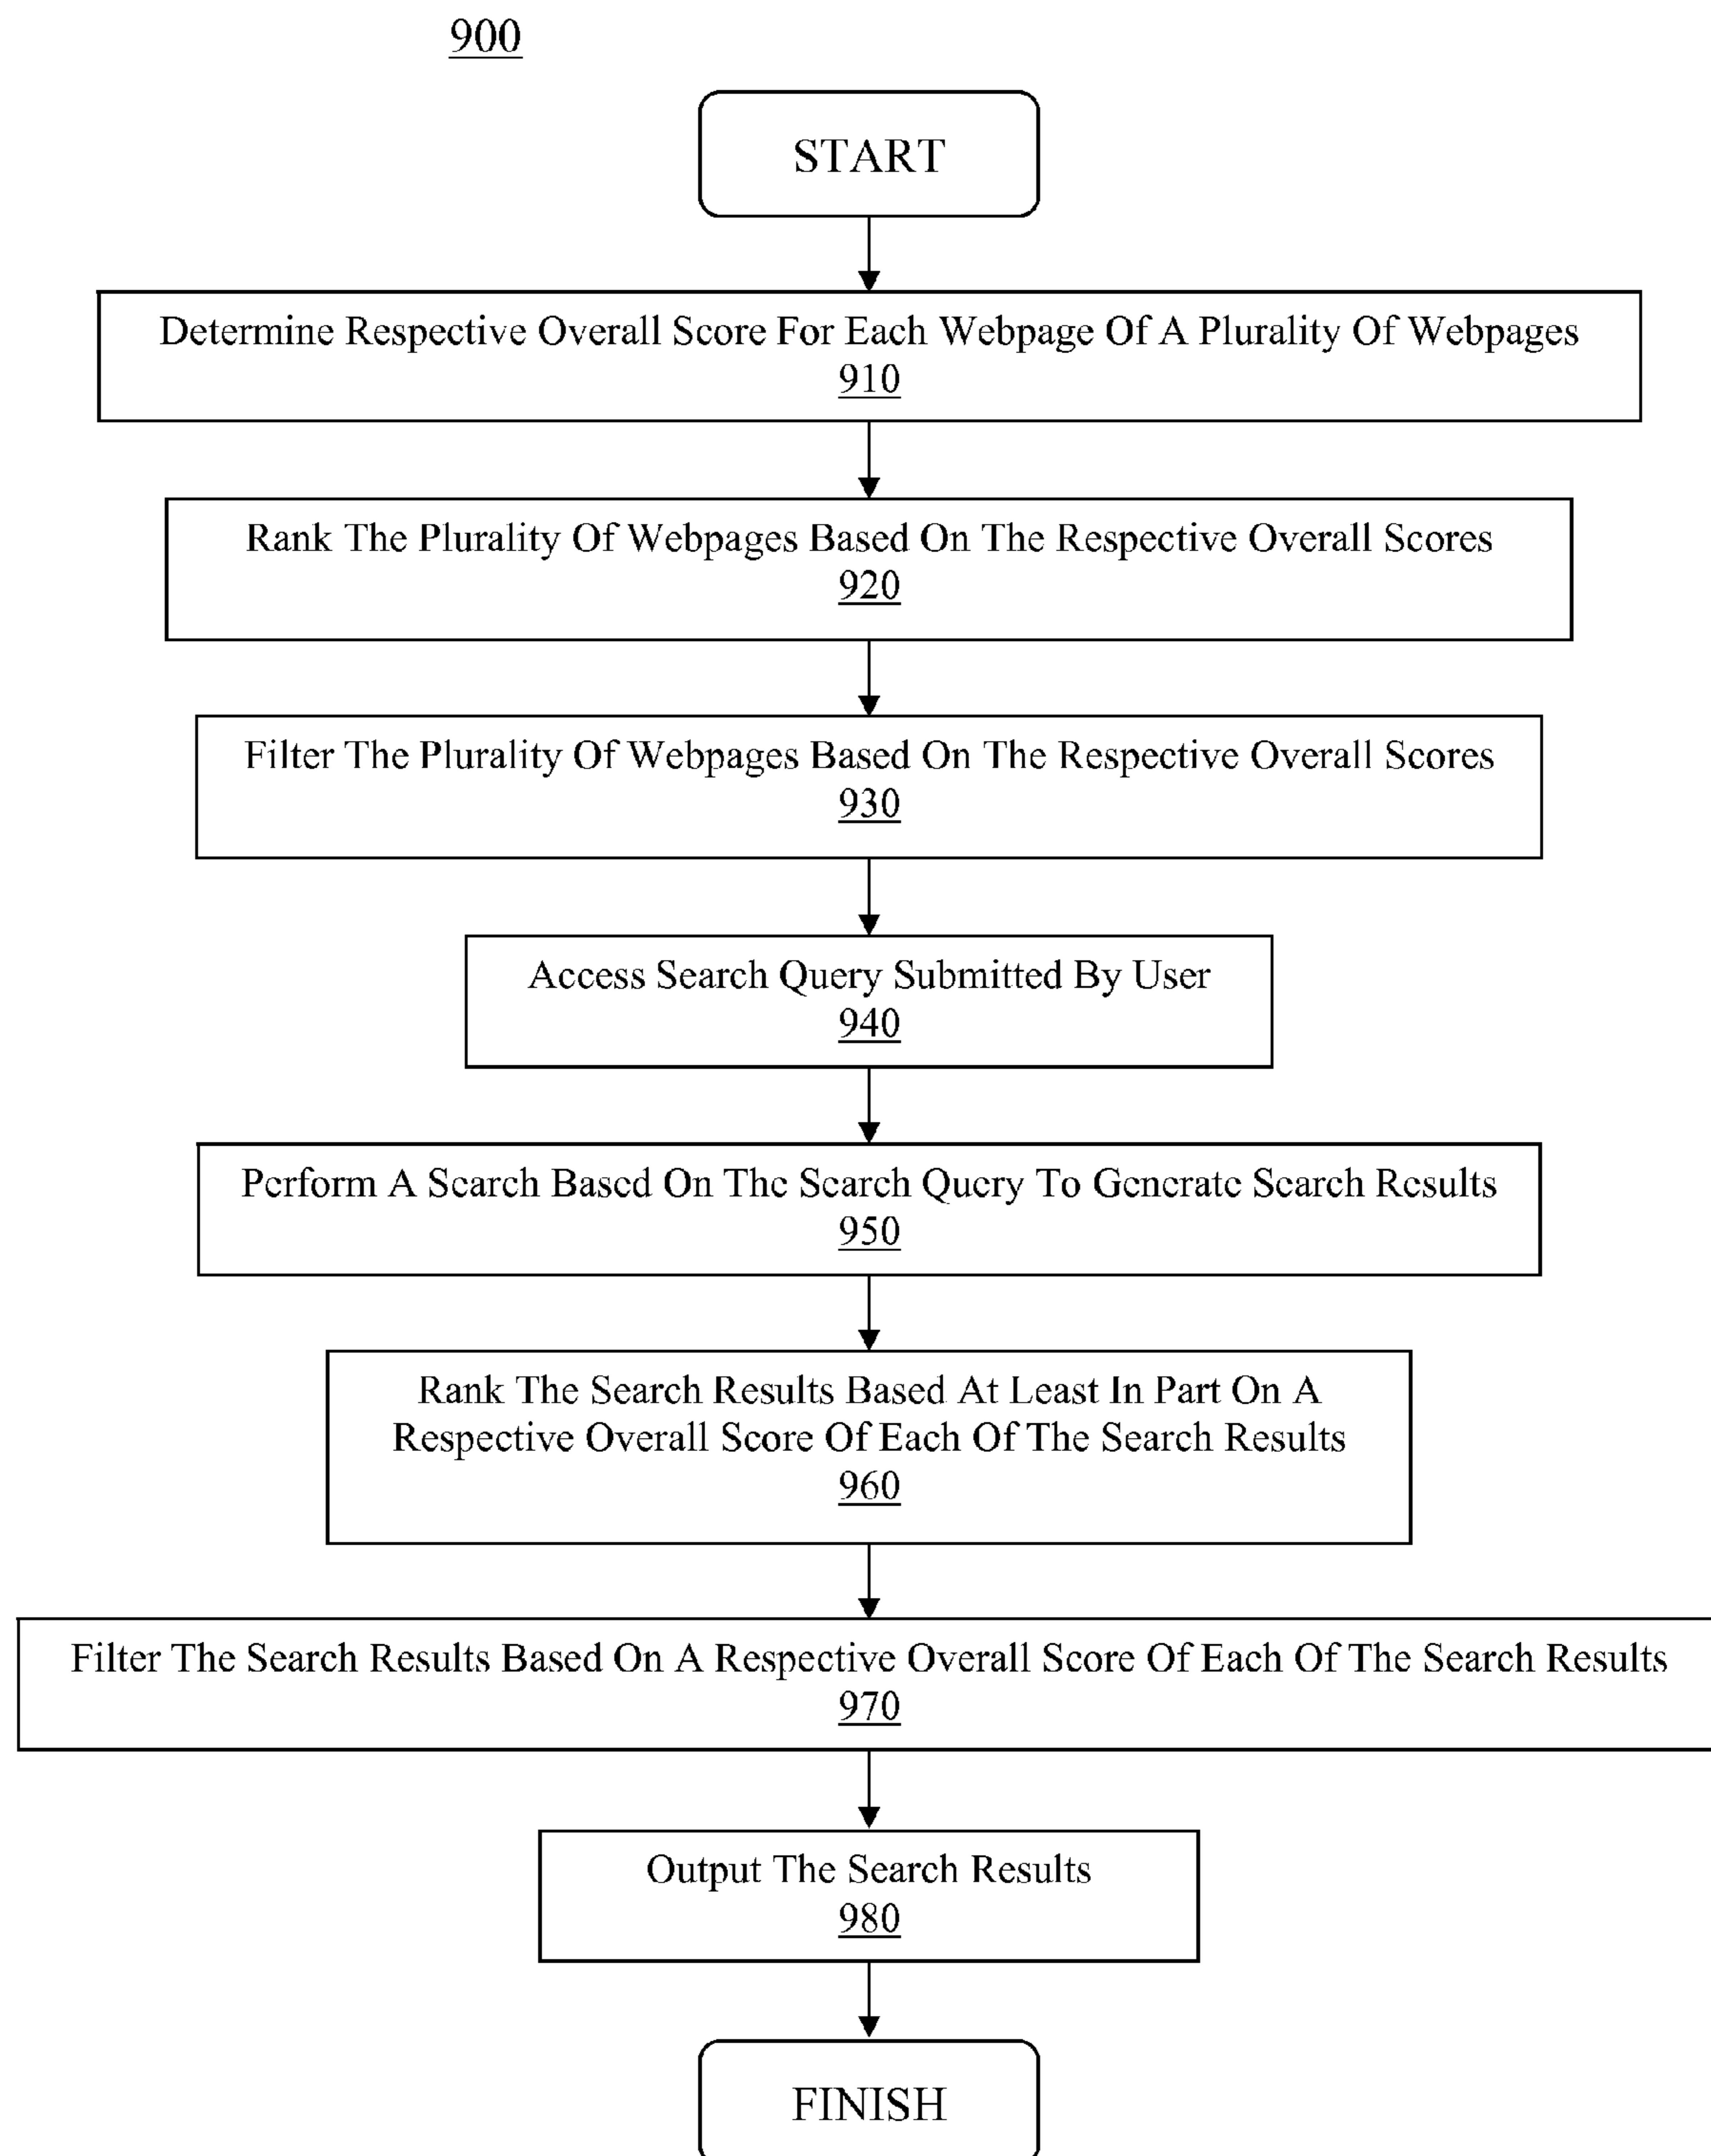 900
START
Determine Respective Overall Score For Each Webpage Of A Plurality Of Webpages
910
Rank The Plurality Of Webpages Based On The Respective Overall Scores
920
Filter The Plurality Of Webpages Based On The Respective Overall Scores
930
Access Search Query Submitted By User
940
Perform A Search Based On The Search Query To Generate Search Results
950
Rank The Search Results Based At Least In Part On A
Respective Overall Score Of Each Of The Search Results
960
Filter The Search Results Based On A Respective Overall Score Of Each Of The Search Results
970
Output The Search Results
980
FINISH